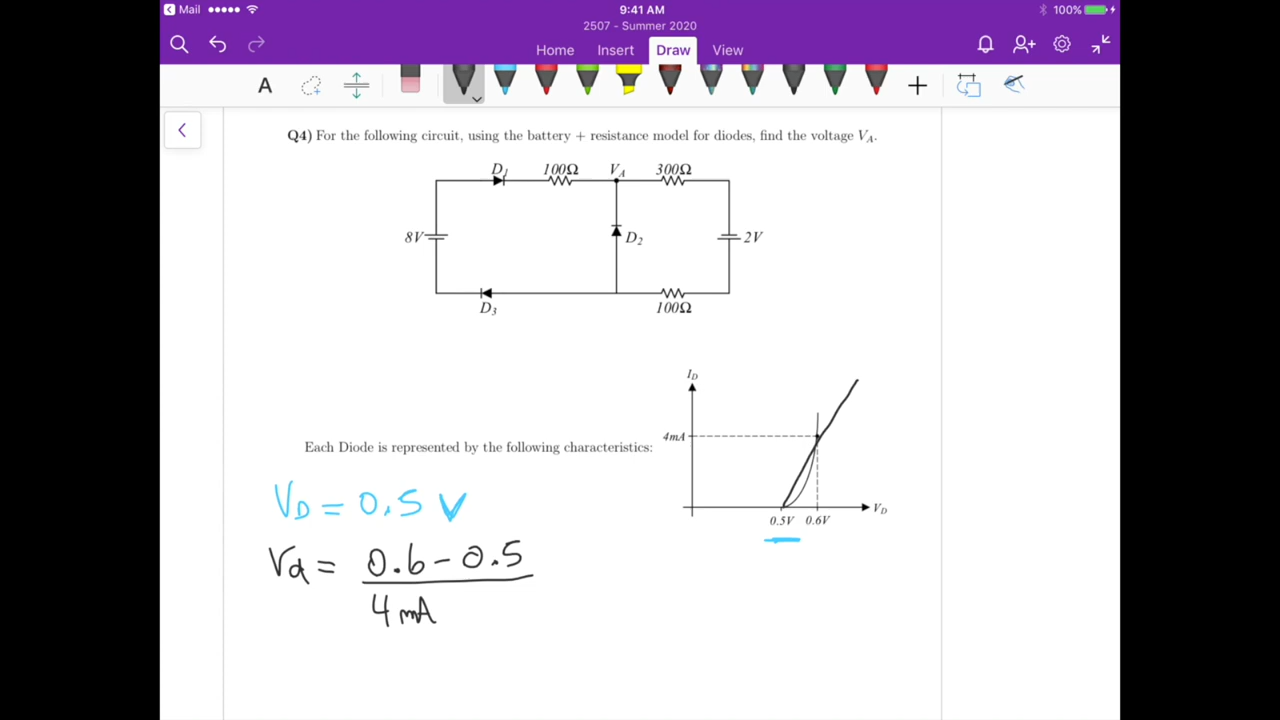 Mail 9:41 AM 100%
2507 - Summer 2020
Home Insert Draw View
A
Q4) For the following circuit, using the battery + resistance model for diodes, find the voltage V_A.
D₁ 100Ω V_A 300Ω
8V D₂ 2V
D₃ 100Ω
I_D
4mA
Each Diode is represented by the following characteristics:
V_D
0.5V 0.6V
V_D = 0.5 V
r_d = 0.6 - 0.5
4 mA